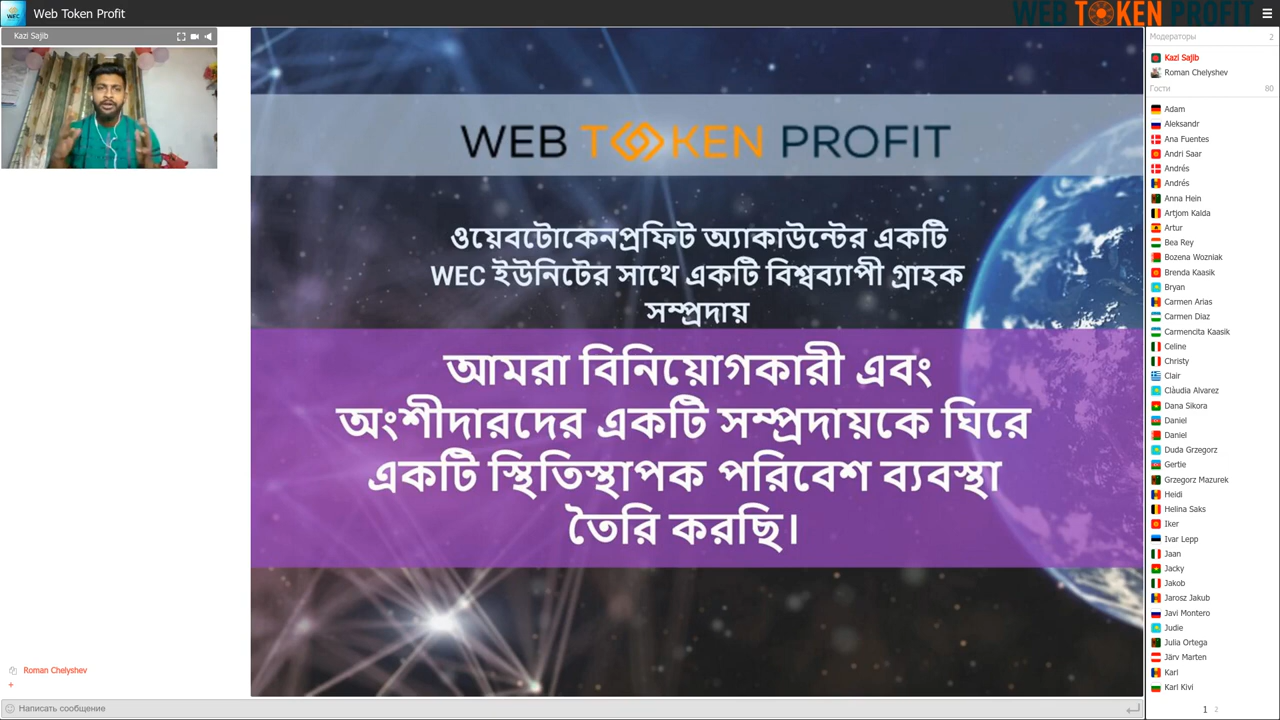 WEC
Web Token Profit
WEB TOKEN PROFIT
Kazi Sajib
WEB TOKEN PROFIT
ওয়েবটোকেনপ্রফিট অ্যাকাউন্টের একটি
WEC ইউনিটের সাথে একটি বিশ্বব্যাপী গ্রাহক
সম্প্রদায়
আমরা বিনিয়োগকারী এবং
অংশীদারদের একটি সম্প্রদায়কে ঘিরে
একটি স্থিতিস্থাপক পরিবেশ ব্যবস্থা
তৈরি করছি।
Roman Chelyshev
+
Написать сообщение
Модераторы 2
Kazi Sajib
Roman Chelyshev
Гости 80
Adam
Aleksandr
Ana Fuentes
Andri Saar
Andrés
Andrés
Anna Hein
Artjom Kalda
Artur
Bea Rey
Bozena Wozniak
Brenda Kaasik
Bryan
Carmen Arias
Carmen Diaz
Carmencita Kaasik
Celine
Christy
Clair
Clàudia Alvarez
Dana Sikora
Daniel
Daniel
Duda Grzegorz
Gertie
Grzegorz Mazurek
Heidi
Helina Saks
Iker
Ivar Lepp
Jaan
Jacky
Jakob
Jarosz Jakub
Javi Montero
Judie
Julia Ortega
Järv Marten
Karl
Karl Kivi
1 2